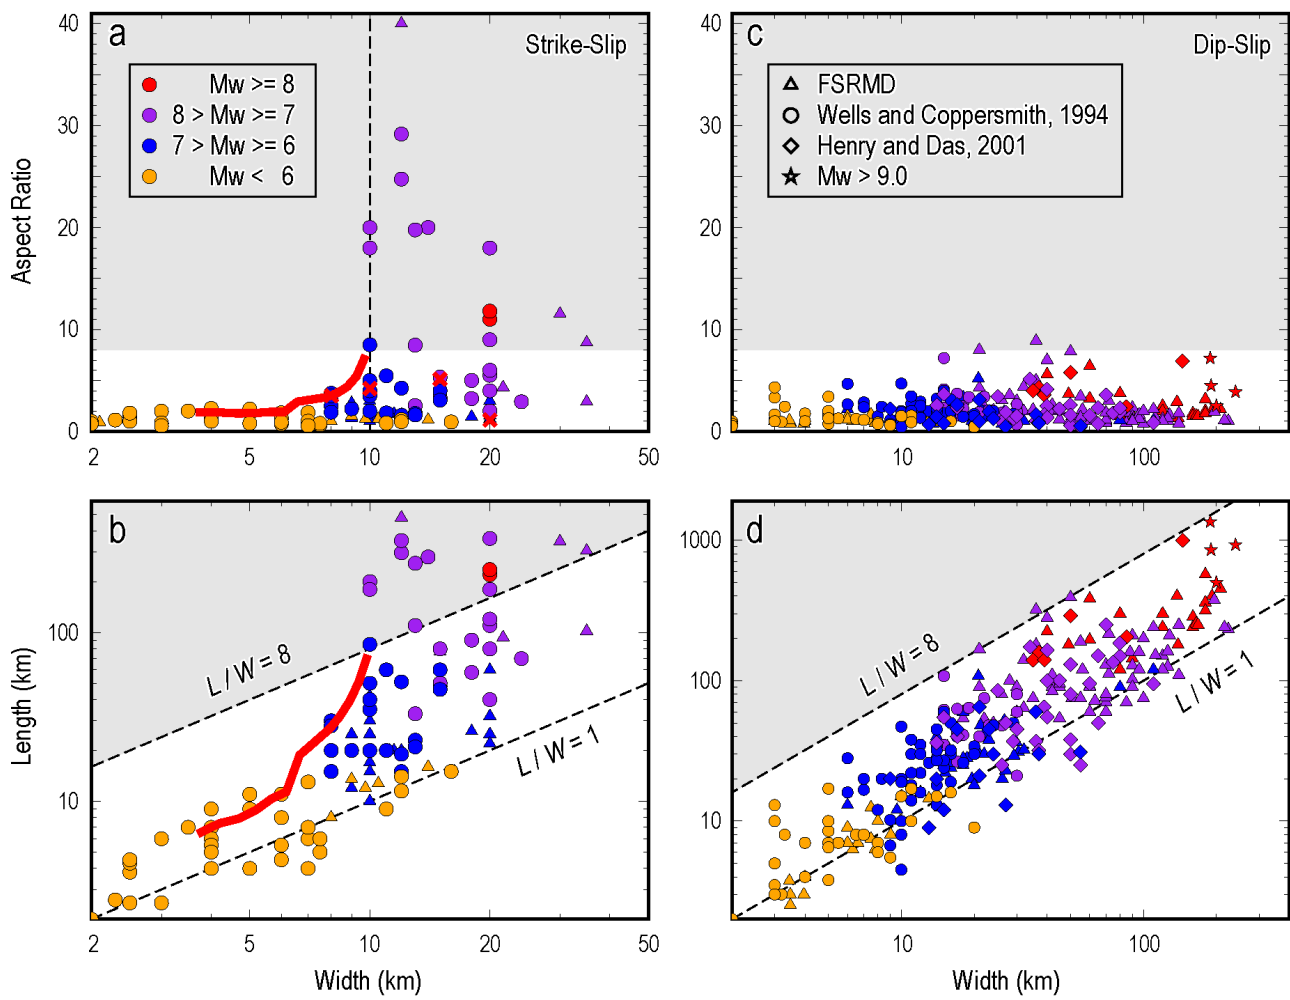 a
Strike-Slip
Mw >= 8
8 > Mw >= 7
7 > Mw >= 6
Mw < 6
Aspect Ratio
40
30
20
10
0
2
5
10
20
50
c
Dip-Slip
FSRMD
Wells and Coppersmith, 1994
Henry and Das, 2001
Mw > 9.0
40
30
20
10
0
10
100
b
L / W = 8
L / W = 1
Length (km)
100
10
2
5
10
20
50
Width (km)
d
L / W = 8
L / W = 1
1000
100
10
10
100
Width (km)